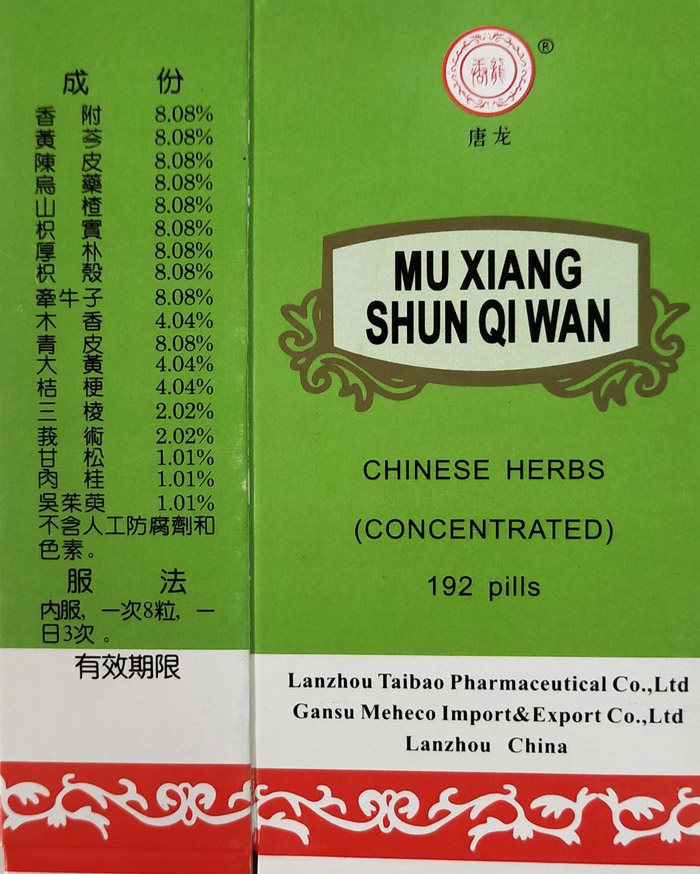 成份
香附 8.08%
黃芩 8.08%
陳皮 8.08%
烏藥 8.08%
山楂 8.08%
枳實 8.08%
厚朴 8.08%
枳殼 8.08%
牽牛子 8.08%
木香 4.04%
青皮 8.08%
大黃 4.04%
桔梗 4.04%
三棱 2.02%
莪術 2.02%
甘松 1.01%
肉桂 1.01%
吳茱萸 1.01%
不含人工防腐劑和
色素。
服法
內服,一次8粒,一
日3次。
有效期限
®
唐龙
MU XIANG
SHUN QI WAN
CHINESE HERBS
(CONCENTRATED)
192 pills
Lanzhou Taibao Pharmaceutical Co.,Ltd
Gansu Meheco Import&Export Co.,Ltd
Lanzhou China